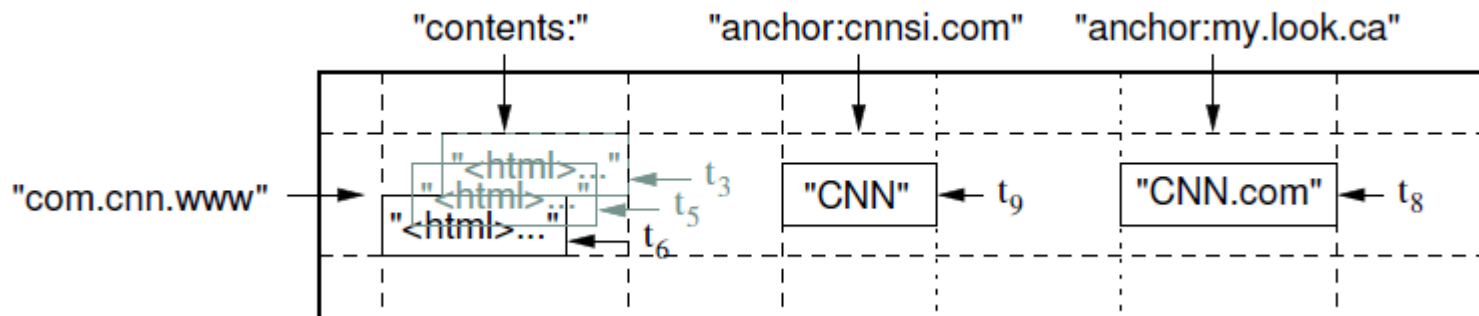 "contents:" "anchor:cnnsi.com" "anchor:my.look.ca"
"<html>..." t3
"com.cnn.www" "<html>..." t5 "CNN" t9 "CNN.com" t8
"<html>..." t6